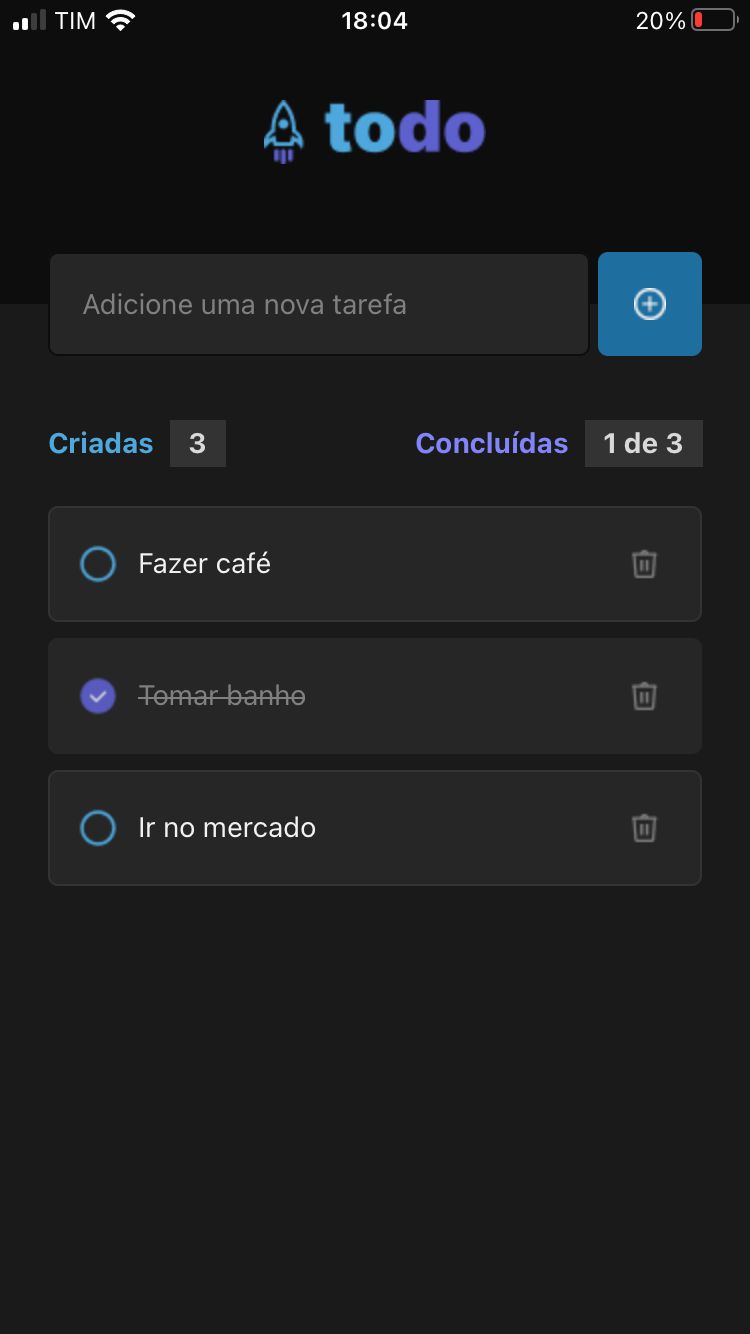 TIM 18:04 20%
todo
Adicione uma nova tarefa
Criadas 3 Concluídas 1 de 3
Fazer café
Tomar banho
Ir no mercado